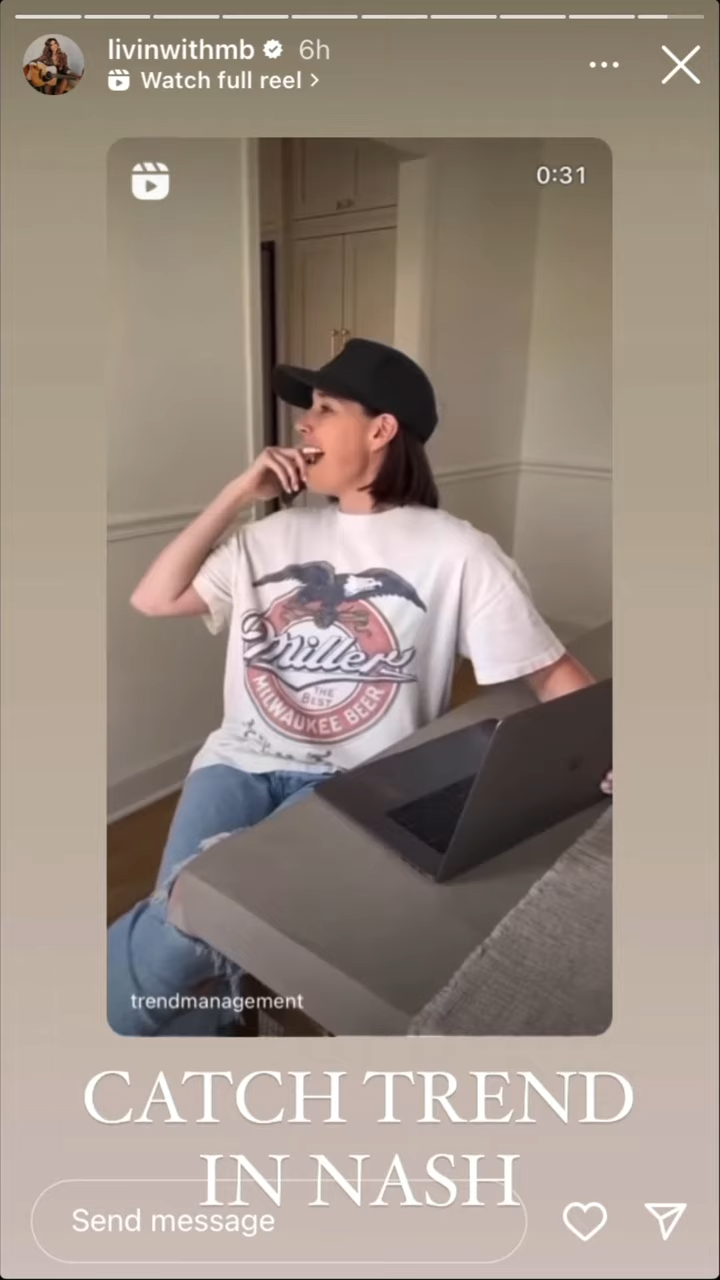 livinwithmb 6h
Watch full reel >
0:31
Miller
THE
BEST
MILWAUKEE BEER
trendmanagement
CATCH TREND
IN NASH
Send message